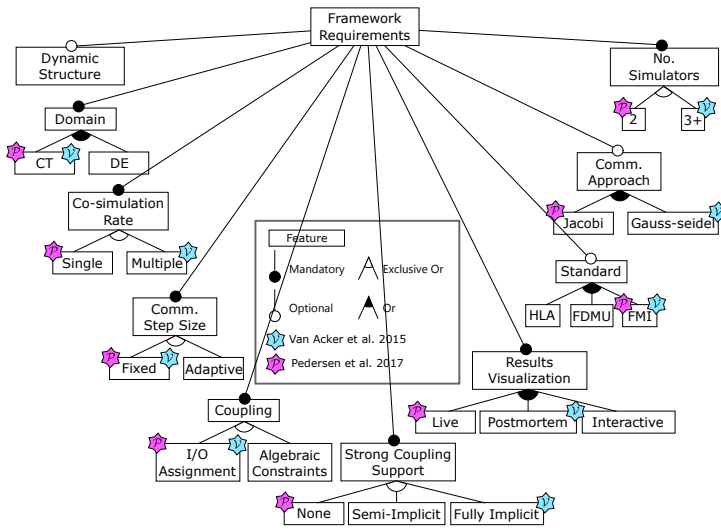 Framework
Requirements
Dynamic
Structure
No.
Simulators
2
3+
Domain
CT
DE
Comm.
Approach
Jacobi
Gauss-seidel
Co-simulation
Rate
Single
Multiple
Feature
Mandatory
Exclusive Or
Optional
Or
Van Acker et al. 2015
Pedersen et al. 2017
Standard
HLA
FDMU
FMI
Comm.
Step Size
Fixed
Adaptive
Results
Visualization
Live
Postmortem
Interactive
Coupling
I/O
Assignment
Algebraic
Constraints
Strong Coupling
Support
None
Semi-Implicit
Fully Implicit
P
V
P
V
P
V
P
V
P
V
P
V
P
V
P
V
P
V
V
P